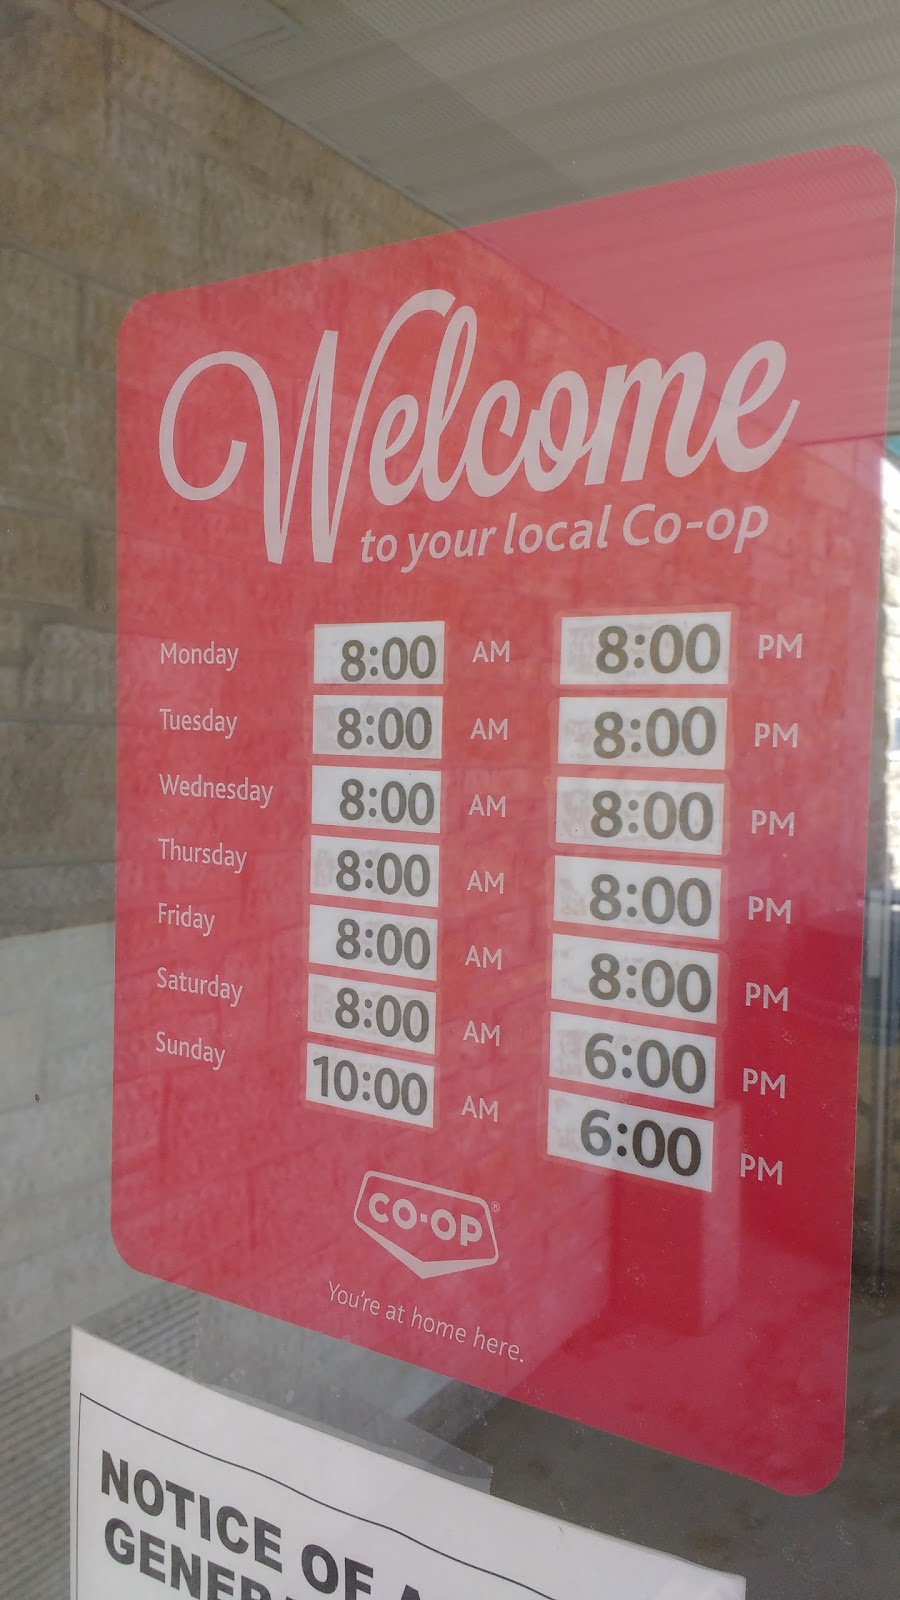 Welcome
to your local Co-op
Monday 8:00 AM 8:00 PM
Tuesday 8:00 AM 8:00 PM
Wednesday 8:00 AM 8:00 PM
Thursday 8:00 AM 8:00 PM
Friday 8:00 AM 8:00 PM
Saturday 8:00 AM 6:00 PM
Sunday 10:00 AM 6:00 PM
CO-OP®
You're at home here.
NOTICE OF